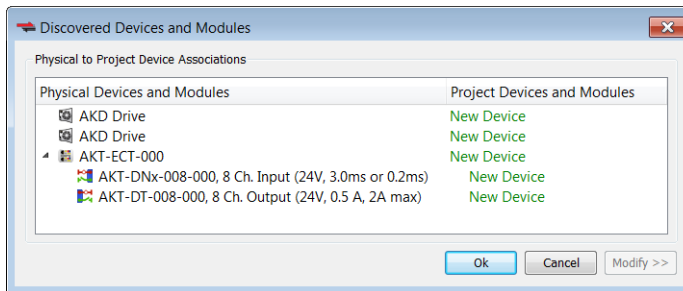 Discovered Devices and Modules
Physical to Project Device Associations
Physical Devices and Modules Project Devices and Modules
AKD Drive New Device
AKD Drive New Device
AKT-ECT-000 New Device
AKT-DNx-008-000, 8 Ch. Input (24V, 3.0ms or 0.2ms) New Device
AKT-DT-008-000, 8 Ch. Output (24V, 0.5 A, 2A max) New Device
Ok Cancel Modify >>